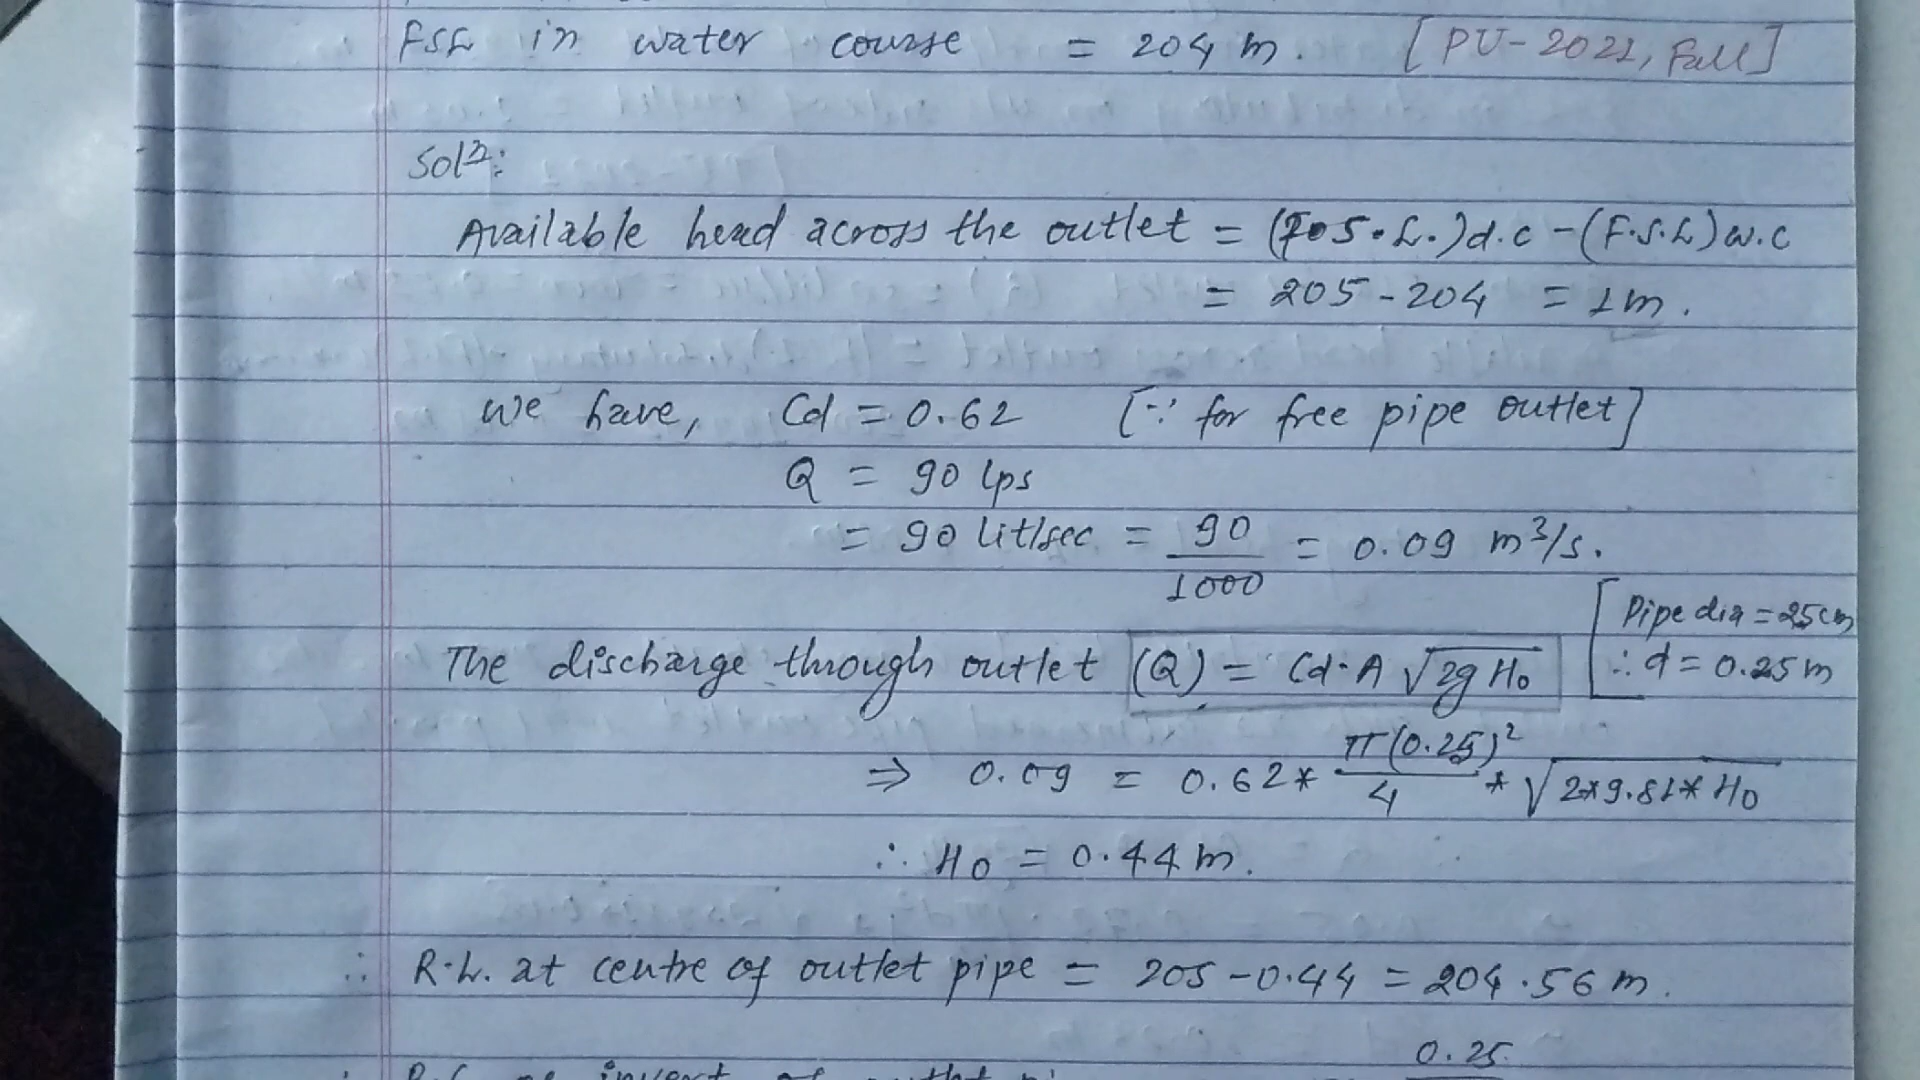 FSL in water course = 204 m. [PU-2021, Fall]
Solⁿ:
Available head across the outlet = (F.S.L.)d.c - (F.S.L)w.c
= 205 - 204 = 1m.
We have, Cd = 0.62 [∵ for free pipe outlet]
Q = 90 lps
= 90 lit/sec = 90/1000 = 0.09 m³/s.
[Pipe dia = 25cm
∴ d = 0.25 m
The discharge through outlet (Q) = Cd·A √2g Ho
⇒ 0.09 = 0.62 * π(0.25)²/4 * √2*9.81*Ho
∴ Ho = 0.44 m.
∴ R.L. at centre of outlet pipe = 205 - 0.44 = 204.56 m.
0.25